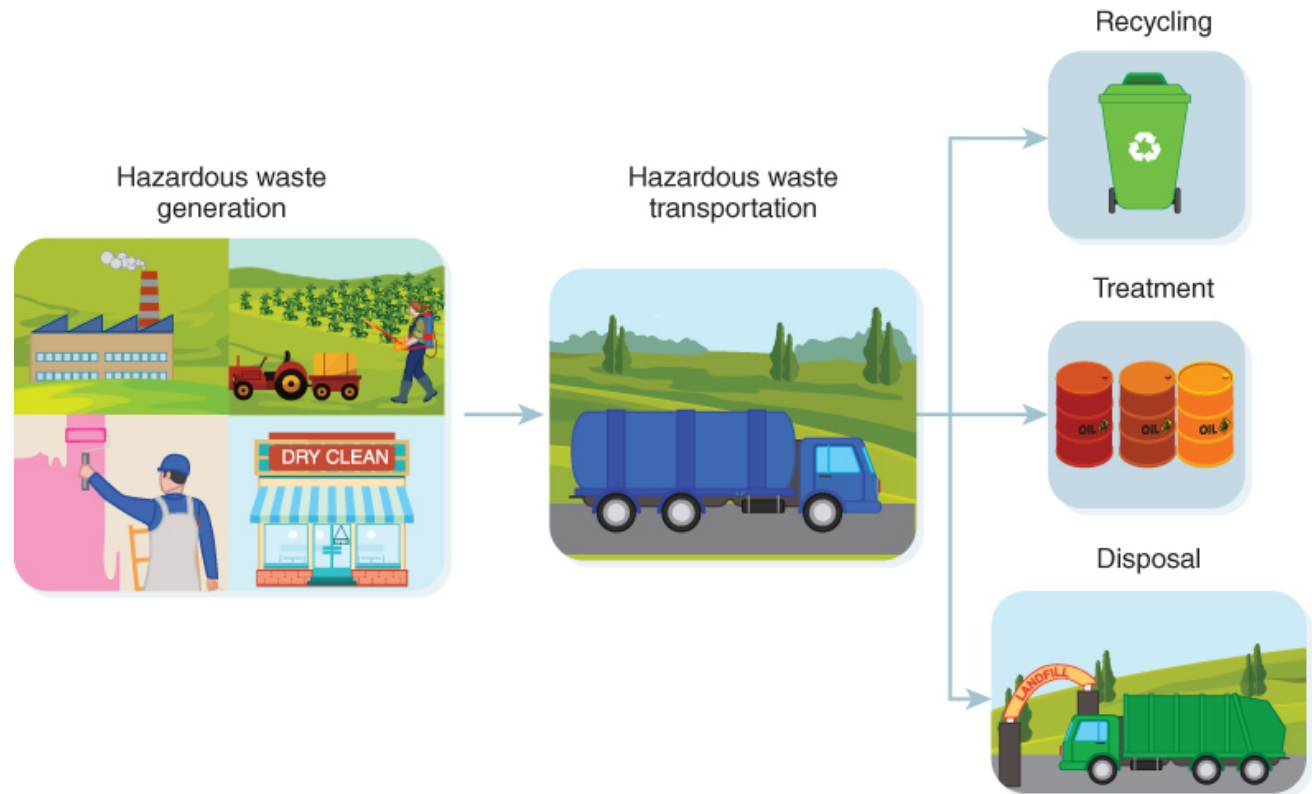 Hazardous waste
generation
DRY CLEAN
Hazardous waste
transportation
Recycling
Treatment
OIL
OIL
OIL
Disposal
LANDFILL